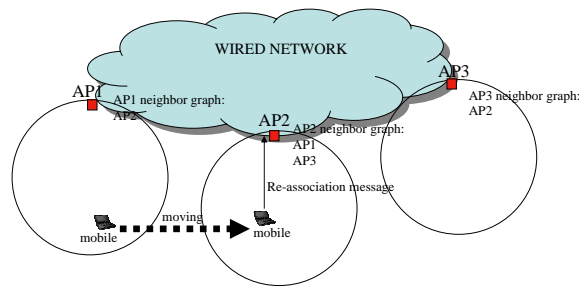 WIRED NETWORK
AP1
AP1 neighbor graph:
AP2
AP2
AP2 neighbor graph:
AP1
AP3
AP3
AP3 neighbor graph:
AP2
Re-association message
moving
mobile
mobile